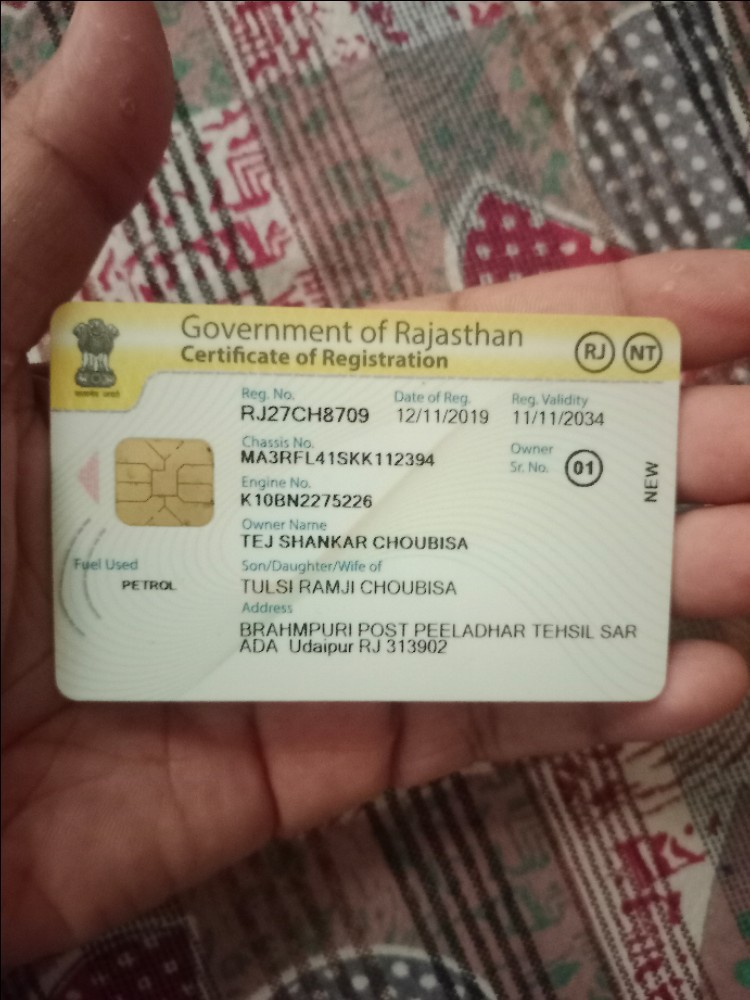 Government of Rajasthan
Certificate of Registration
RJ NT
Reg. No. Date of Reg. Reg. Validity
RJ27CH8709 12/11/2019 11/11/2034
Chassis No.
MA3RFL41SKK112394
Owner
Sr. No. 01
NEW
Engine No.
K10BN2275226
Owner Name
TEJ SHANKAR CHOUBISA
Fuel Used
PETROL
Son/Daughter/Wife of
TULSI RAMJI CHOUBISA
Address
BRAHMPURI POST PEELADHAR TEHSIL SAR
ADA Udaipur RJ 313902